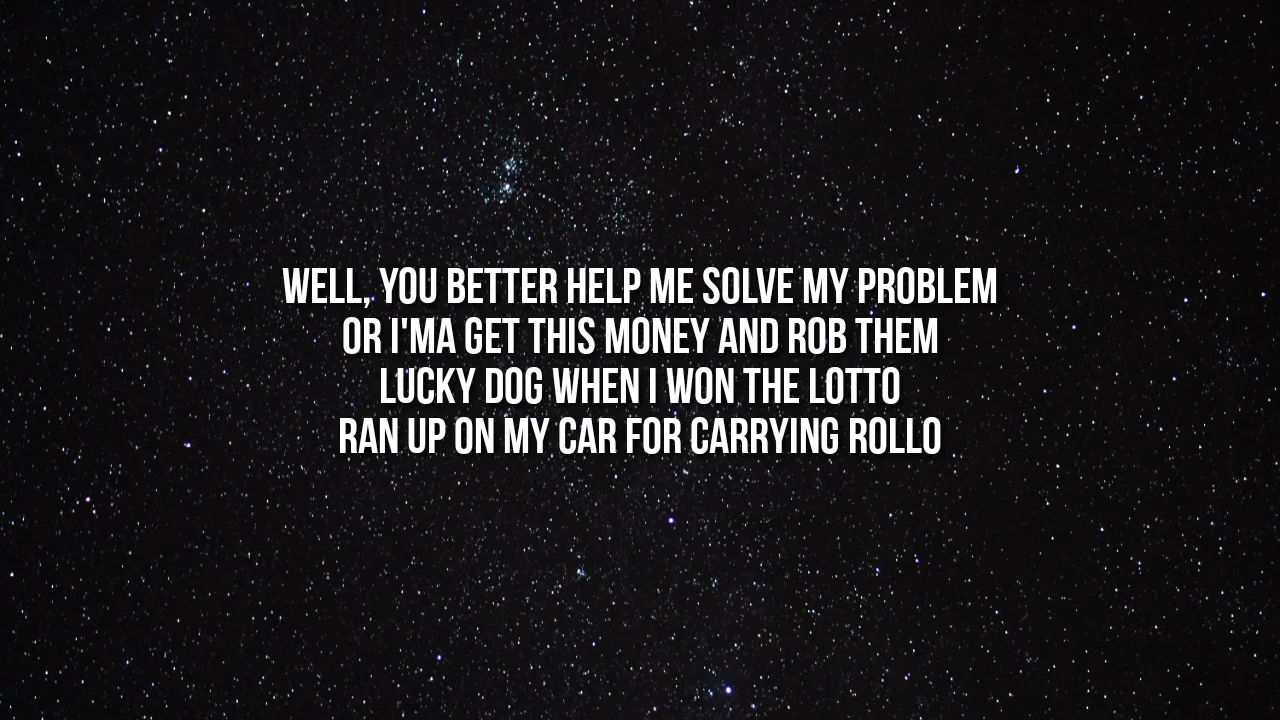 WELL, YOU BETTER HELP ME SOLVE MY PROBLEM
OR I'MA GET THIS MONEY AND ROB THEM
LUCKY DOG WHEN I WON THE LOTTO
RAN UP ON MY CAR FOR CARRYING ROLLO